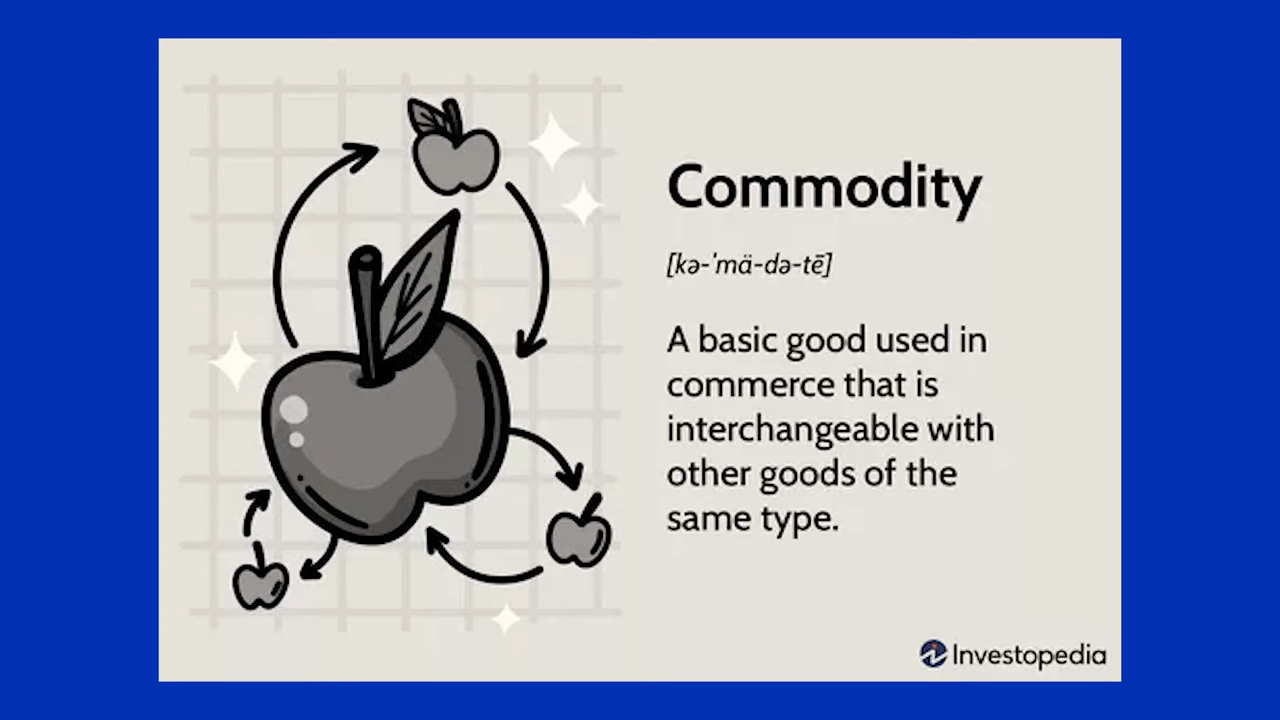 Commodity
[kə-ˈmä-də-tē]
A basic good used in
commerce that is
interchangeable with
other goods of the
same type.
Investopedia